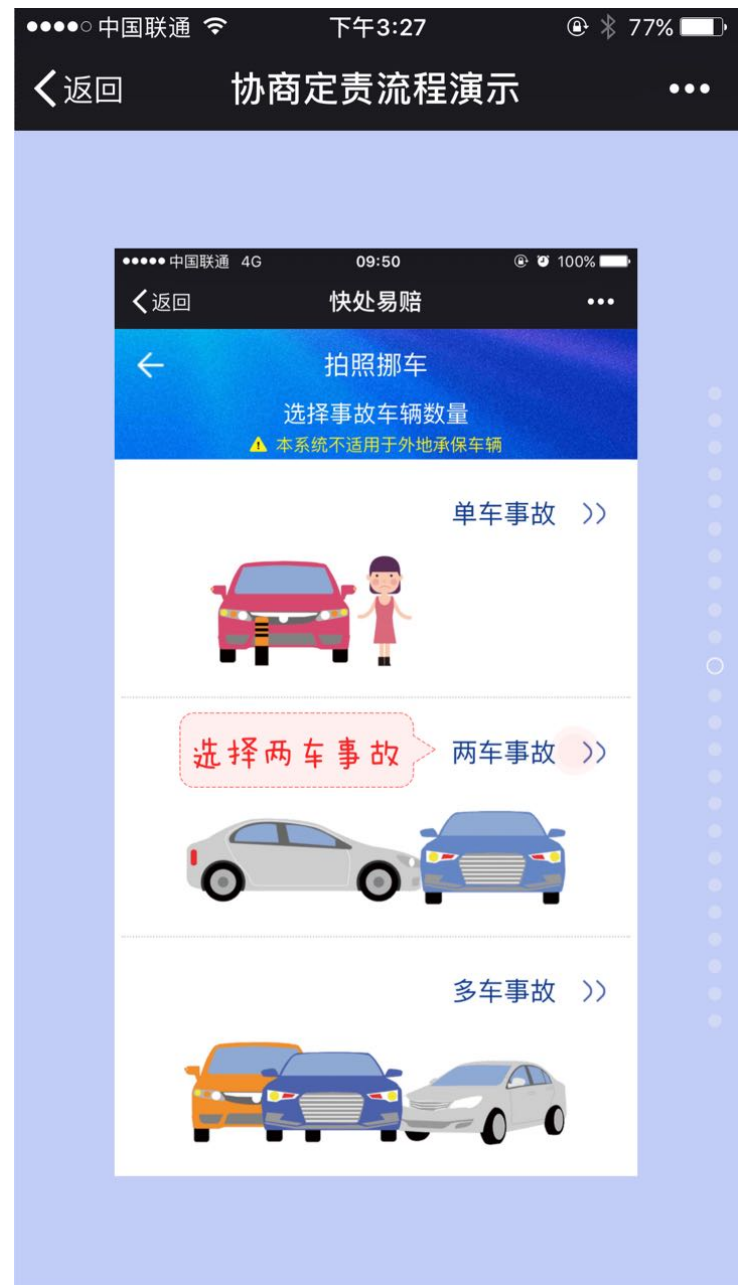 中国联通 下午3:27 77%
返回 协商定责流程演示
中国联通 4G 09:50 100%
返回 快处易赔
拍照挪车
选择事故车辆数量
本系统不适用于外地承保车辆
单车事故 》
选择两车事故 两车事故 》
多车事故 》